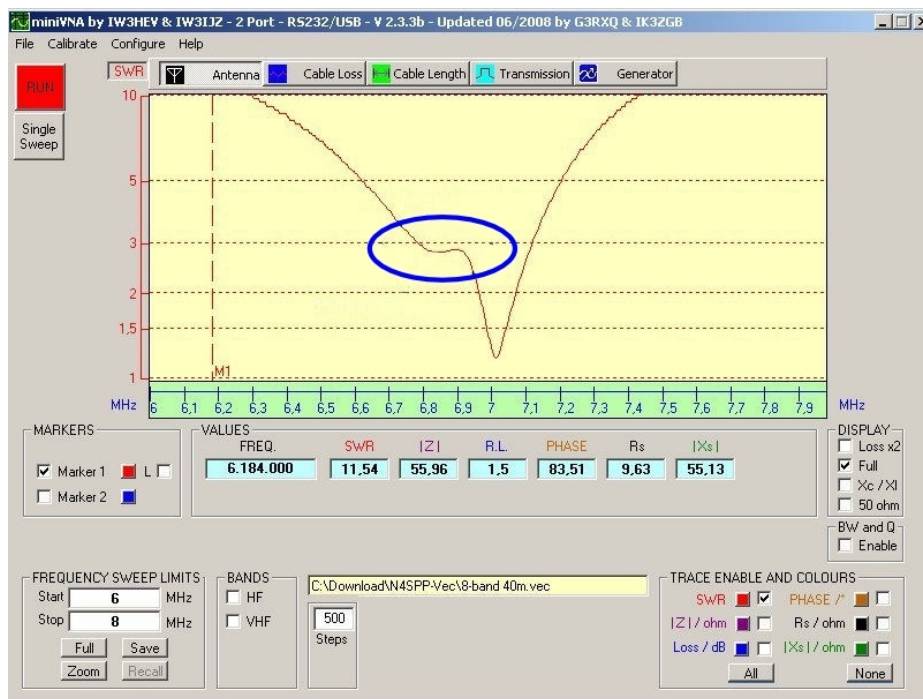 miniVNA by IW3HEV & IW3IJZ - 2 Port - RS232/USB - V 2.3.3b - Updated 06/2008 by G3RXQ & IK3ZGB
File Calibrate Configure Help
RUN
Single
Sweep
SWR Antenna Cable Loss Cable Length Transmission Generator
10
5
3
2
1,5
1
M1
MHz 6 6,1 6,2 6,3 6,4 6,5 6,6 6,7 6,8 6,9 7 7,1 7,2 7,3 7,4 7,5 7,6 7,7 7,8 7,9 MHz
MARKERS
Marker 1 L
Marker 2
VALUES
FREQ. SWR |Z| R.L. PHASE Rs |Xs|
6.184.000 11,54 55,96 1,5 83,51 9,63 55,13
DISPLAY
Loss x2
Full
Xc / Xl
50 ohm
BW and Q
Enable
FREQUENCY SWEEP LIMITS
Start 6 MHz
Stop 8 MHz
Full Save
Zoom Recall
BANDS
HF
VHF
C:\Download\N4SPP-Vec\8-band 40m.vec
500
Steps
TRACE ENABLE AND COLOURS
SWR PHASE /°
|Z| / ohm Rs / ohm
Loss / dB |Xs| / ohm
All None